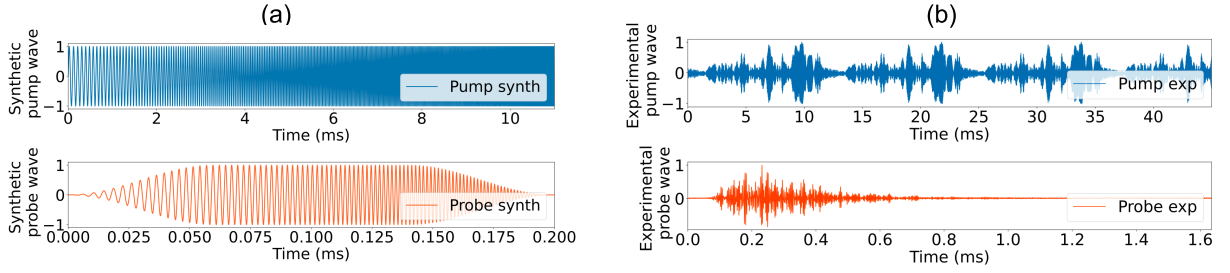 (a)
Synthetic
pump wave
1
0
−1
Pump synth
0 2 4 6 8 10
Time (ms)
Synthetic
probe wave
1
0
−1
Probe synth
0.000 0.025 0.050 0.075 0.100 0.125 0.150 0.175 0.200
Time (ms)
(b)
Experimental
pump wave
1
0
−1
Pump exp
0 5 10 15 20 25 30 35 40
Time (ms)
Experimental
probe wave
1
0
−1
Probe exp
0.0 0.2 0.4 0.6 0.8 1.0 1.2 1.4 1.6
Time (ms)